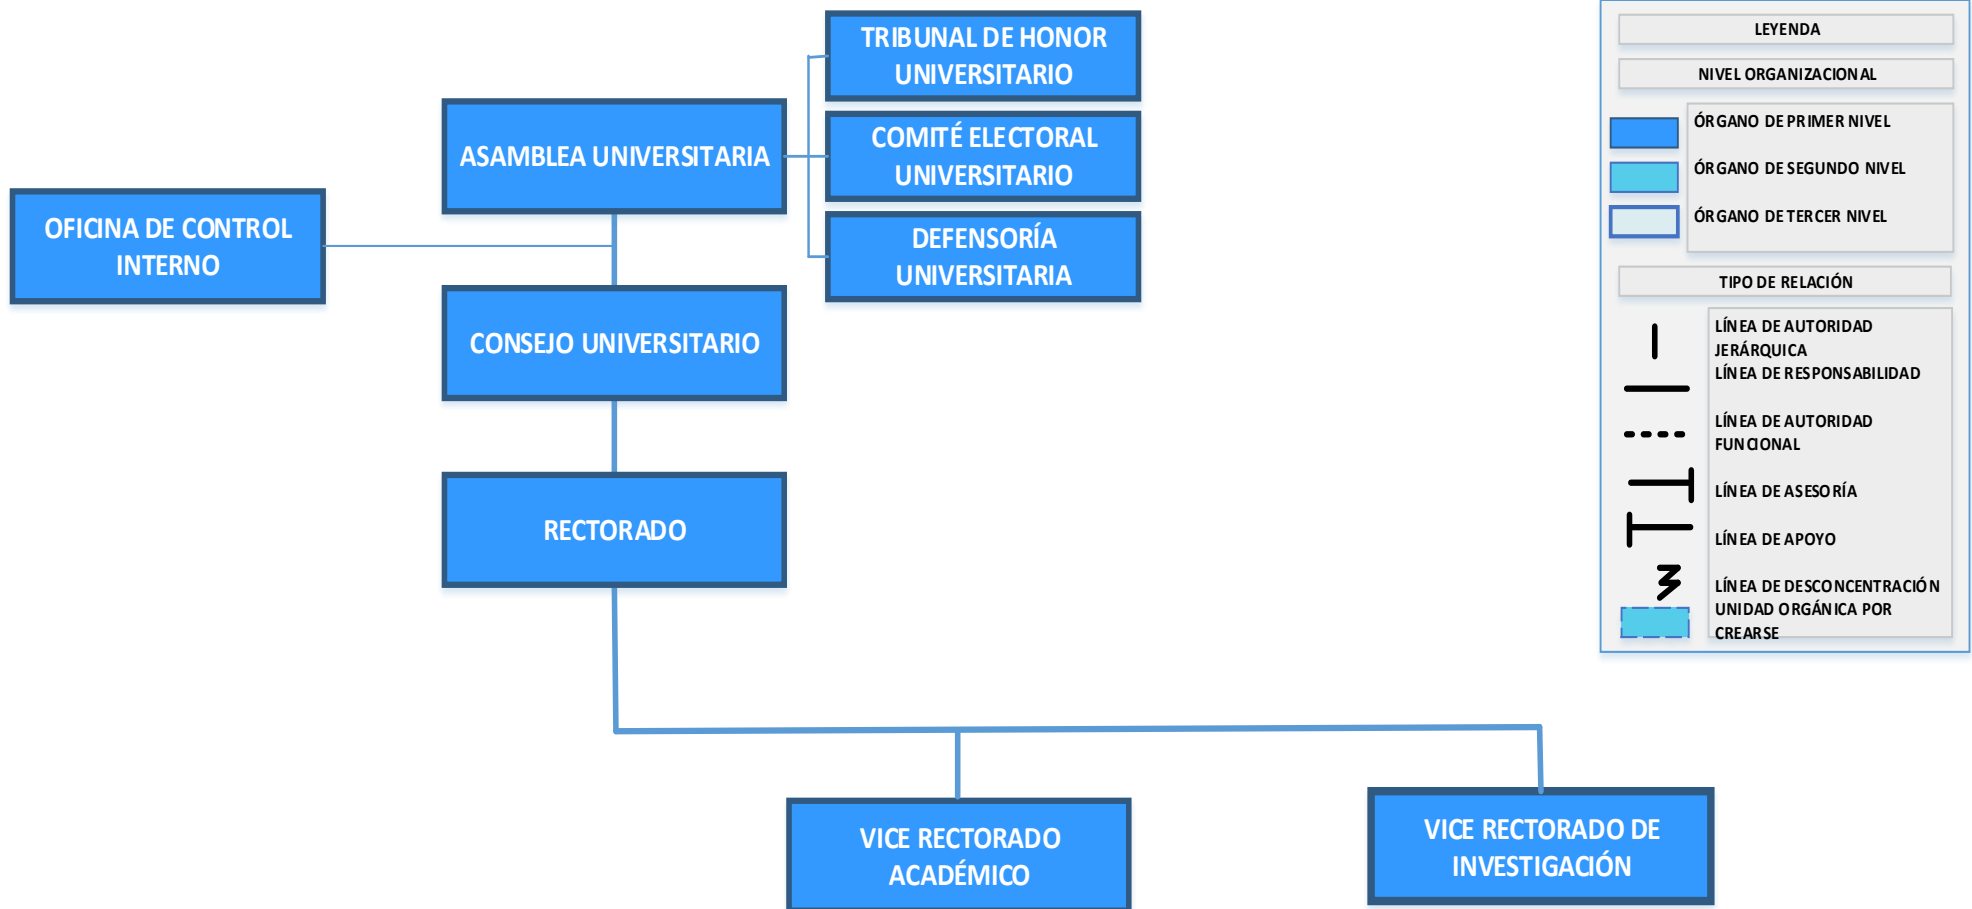 TRIBUNAL DE HONOR
UNIVERSITARIO
ASAMBLEA UNIVERSITARIA
COMITÉ ELECTORAL
UNIVERSITARIO
OFICINA DE CONTROL
INTERNO
DEFENSORÍA
UNIVERSITARIA
CONSEJO UNIVERSITARIO
RECTORADO
VICE RECTORADO
ACADÉMICO
VICE RECTORADO DE
INVESTIGACIÓN
LEYENDA
NIVEL ORGANIZACIONAL
ÓRGANO DE PRIMER NIVEL
ÓRGANO DE SEGUNDO NIVEL
ÓRGANO DE TERCER NIVEL
TIPO DE RELACIÓN
LÍNEA DE AUTORIDAD
JERÁRQUICA
LÍNEA DE RESPONSABILIDAD
LÍNEA DE AUTORIDAD
FUNCIONAL
LÍNEA DE ASESORÍA
LÍNEA DE APOYO
LÍNEA DE DESCONCENTRACIÓN
UNIDAD ORGÁNICA POR
CREARSE